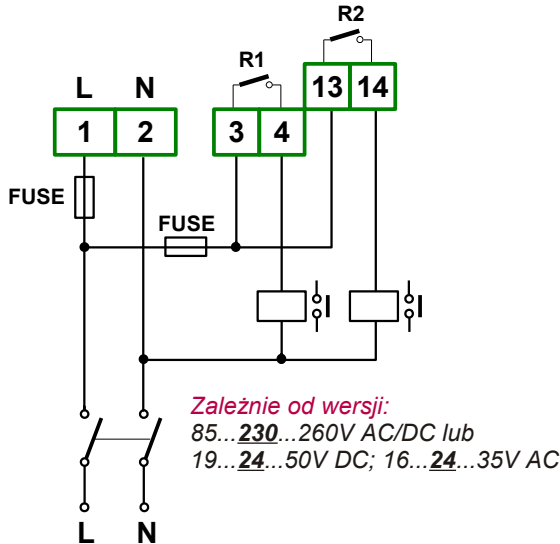 R2
R1
L N
13 14
1 2
3 4
FUSE
FUSE
Zależnie od wersji:
85...230...260V AC/DC lub
19...24...50V DC; 16...24...35V AC
L N